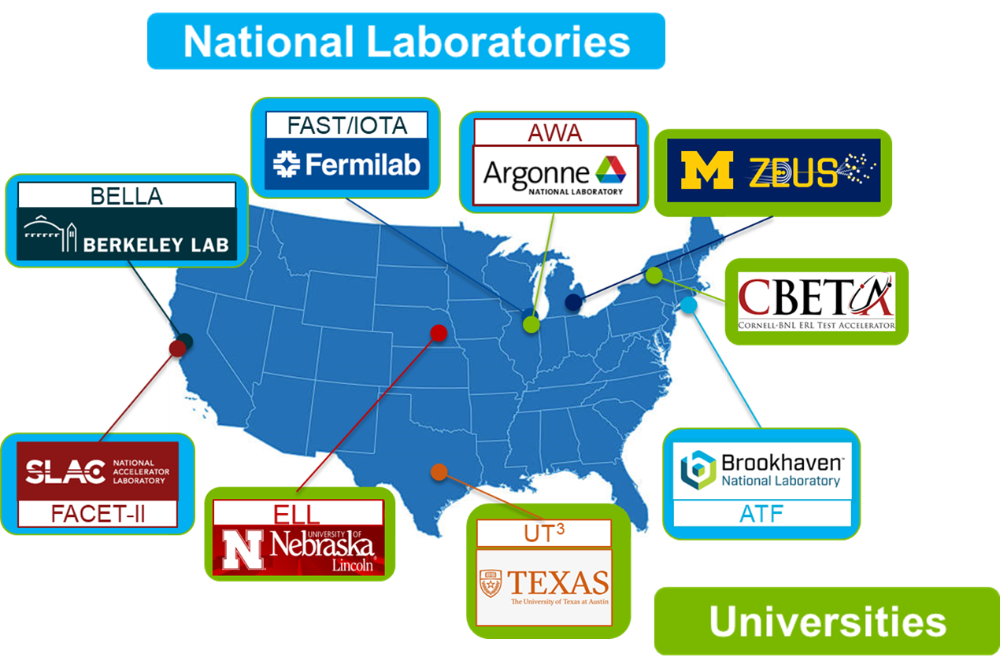 National Laboratories
FAST/IOTA
Fermilab
AWA
Argonne
NATIONAL LABORATORY
M ZEUS
BELLA
BERKELEY LAB
CBETA
CORNELL-BNL ERL TEST ACCELERATOR
SLAC
NATIONAL
ACCELERATOR
LABORATORY
FACET-II
ELL
N
UNIVERSITY OF
Nebraska
Lincoln
UT³
TEXAS
The University of Texas at Austin
Brookhaven™
National Laboratory
ATF
Universities